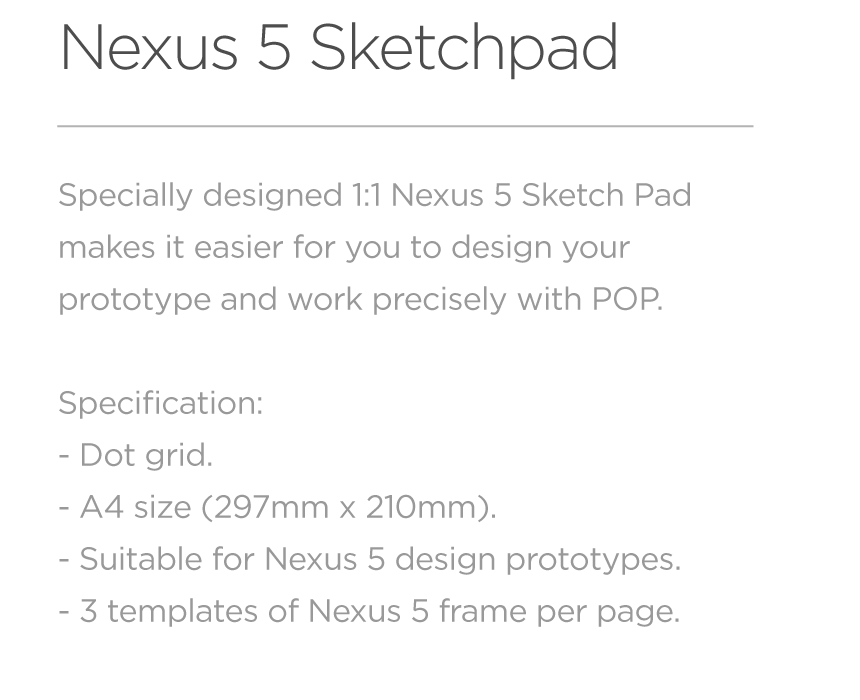 Nexus 5 Sketchpad
Specially designed 1:1 Nexus 5 Sketch Pad
makes it easier for you to design your
prototype and work precisely with POP.
Specification:
- Dot grid.
- A4 size (297mm x 210mm).
- Suitable for Nexus 5 design prototypes.
- 3 templates of Nexus 5 frame per page.